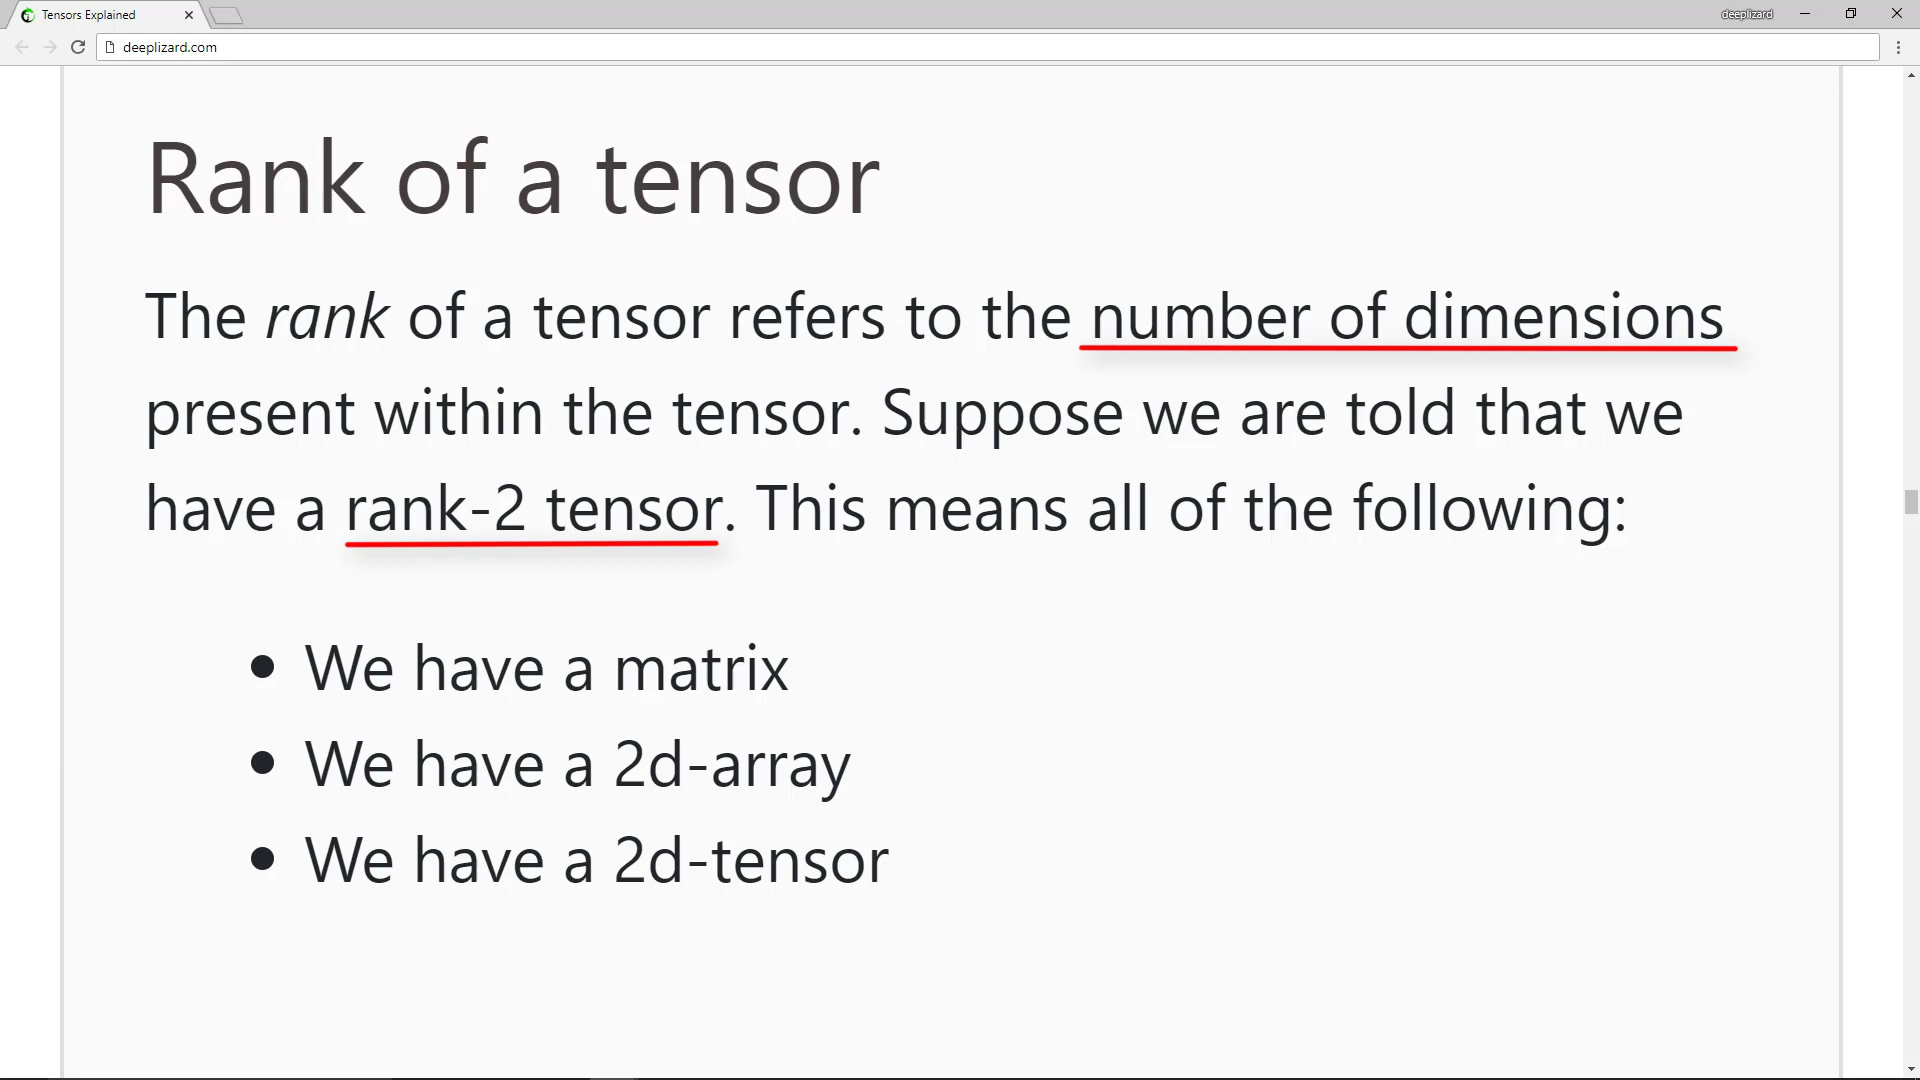 Tensors Explained
deeplizard
deeplizard.com
Rank of a tensor
The rank of a tensor refers to the number of dimensions
present within the tensor. Suppose we are told that we
have a rank-2 tensor. This means all of the following:
• We have a matrix
• We have a 2d-array
• We have a 2d-tensor